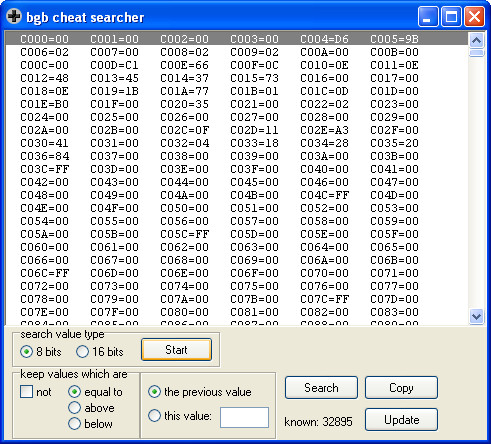 bgb cheat searcher
C000=00 C001=00 C002=00 C003=00 C004=D6 C005=9B
C006=02 C007=00 C008=02 C009=02 C00A=00 C00B=00
C00C=00 C00D=C1 C00E=66 C00F=0C C010=0E C011=0E
C012=48 C013=45 C014=37 C015=73 C016=00 C017=00
C018=0E C019=1B C01A=77 C01B=01 C01C=0D C01D=00
C01E=B0 C01F=00 C020=35 C021=00 C022=02 C023=00
C024=00 C025=00 C026=00 C027=00 C028=00 C029=00
C02A=00 C02B=00 C02C=0F C02D=11 C02E=A3 C02F=00
C030=41 C031=00 C032=04 C033=18 C034=28 C035=20
C036=84 C037=00 C038=00 C039=00 C03A=00 C03B=00
C03C=FF C03D=00 C03E=00 C03F=00 C040=00 C041=00
C042=00 C043=00 C044=00 C045=00 C046=00 C047=00
C048=00 C049=00 C04A=00 C04B=00 C04C=FF C04D=00
C04E=00 C04F=00 C050=00 C051=00 C052=00 C053=00
C054=00 C055=00 C056=00 C057=00 C058=00 C059=00
C05A=00 C05B=00 C05C=FF C05D=00 C05E=00 C05F=00
C060=00 C061=00 C062=00 C063=00 C064=00 C065=00
C066=00 C067=00 C068=00 C069=00 C06A=00 C06B=00
C06C=FF C06D=00 C06E=00 C06F=00 C070=00 C071=00
C072=00 C073=00 C074=00 C075=00 C076=00 C077=00
C078=00 C079=00 C07A=00 C07B=00 C07C=FF C07D=00
C07E=00 C07F=00 C080=00 C081=00 C082=00 C083=00
search value type
8 bits 16 bits Start
keep values which are
not equal to
above
below
the previous value
this value:
Search Copy
known: 32895 Update